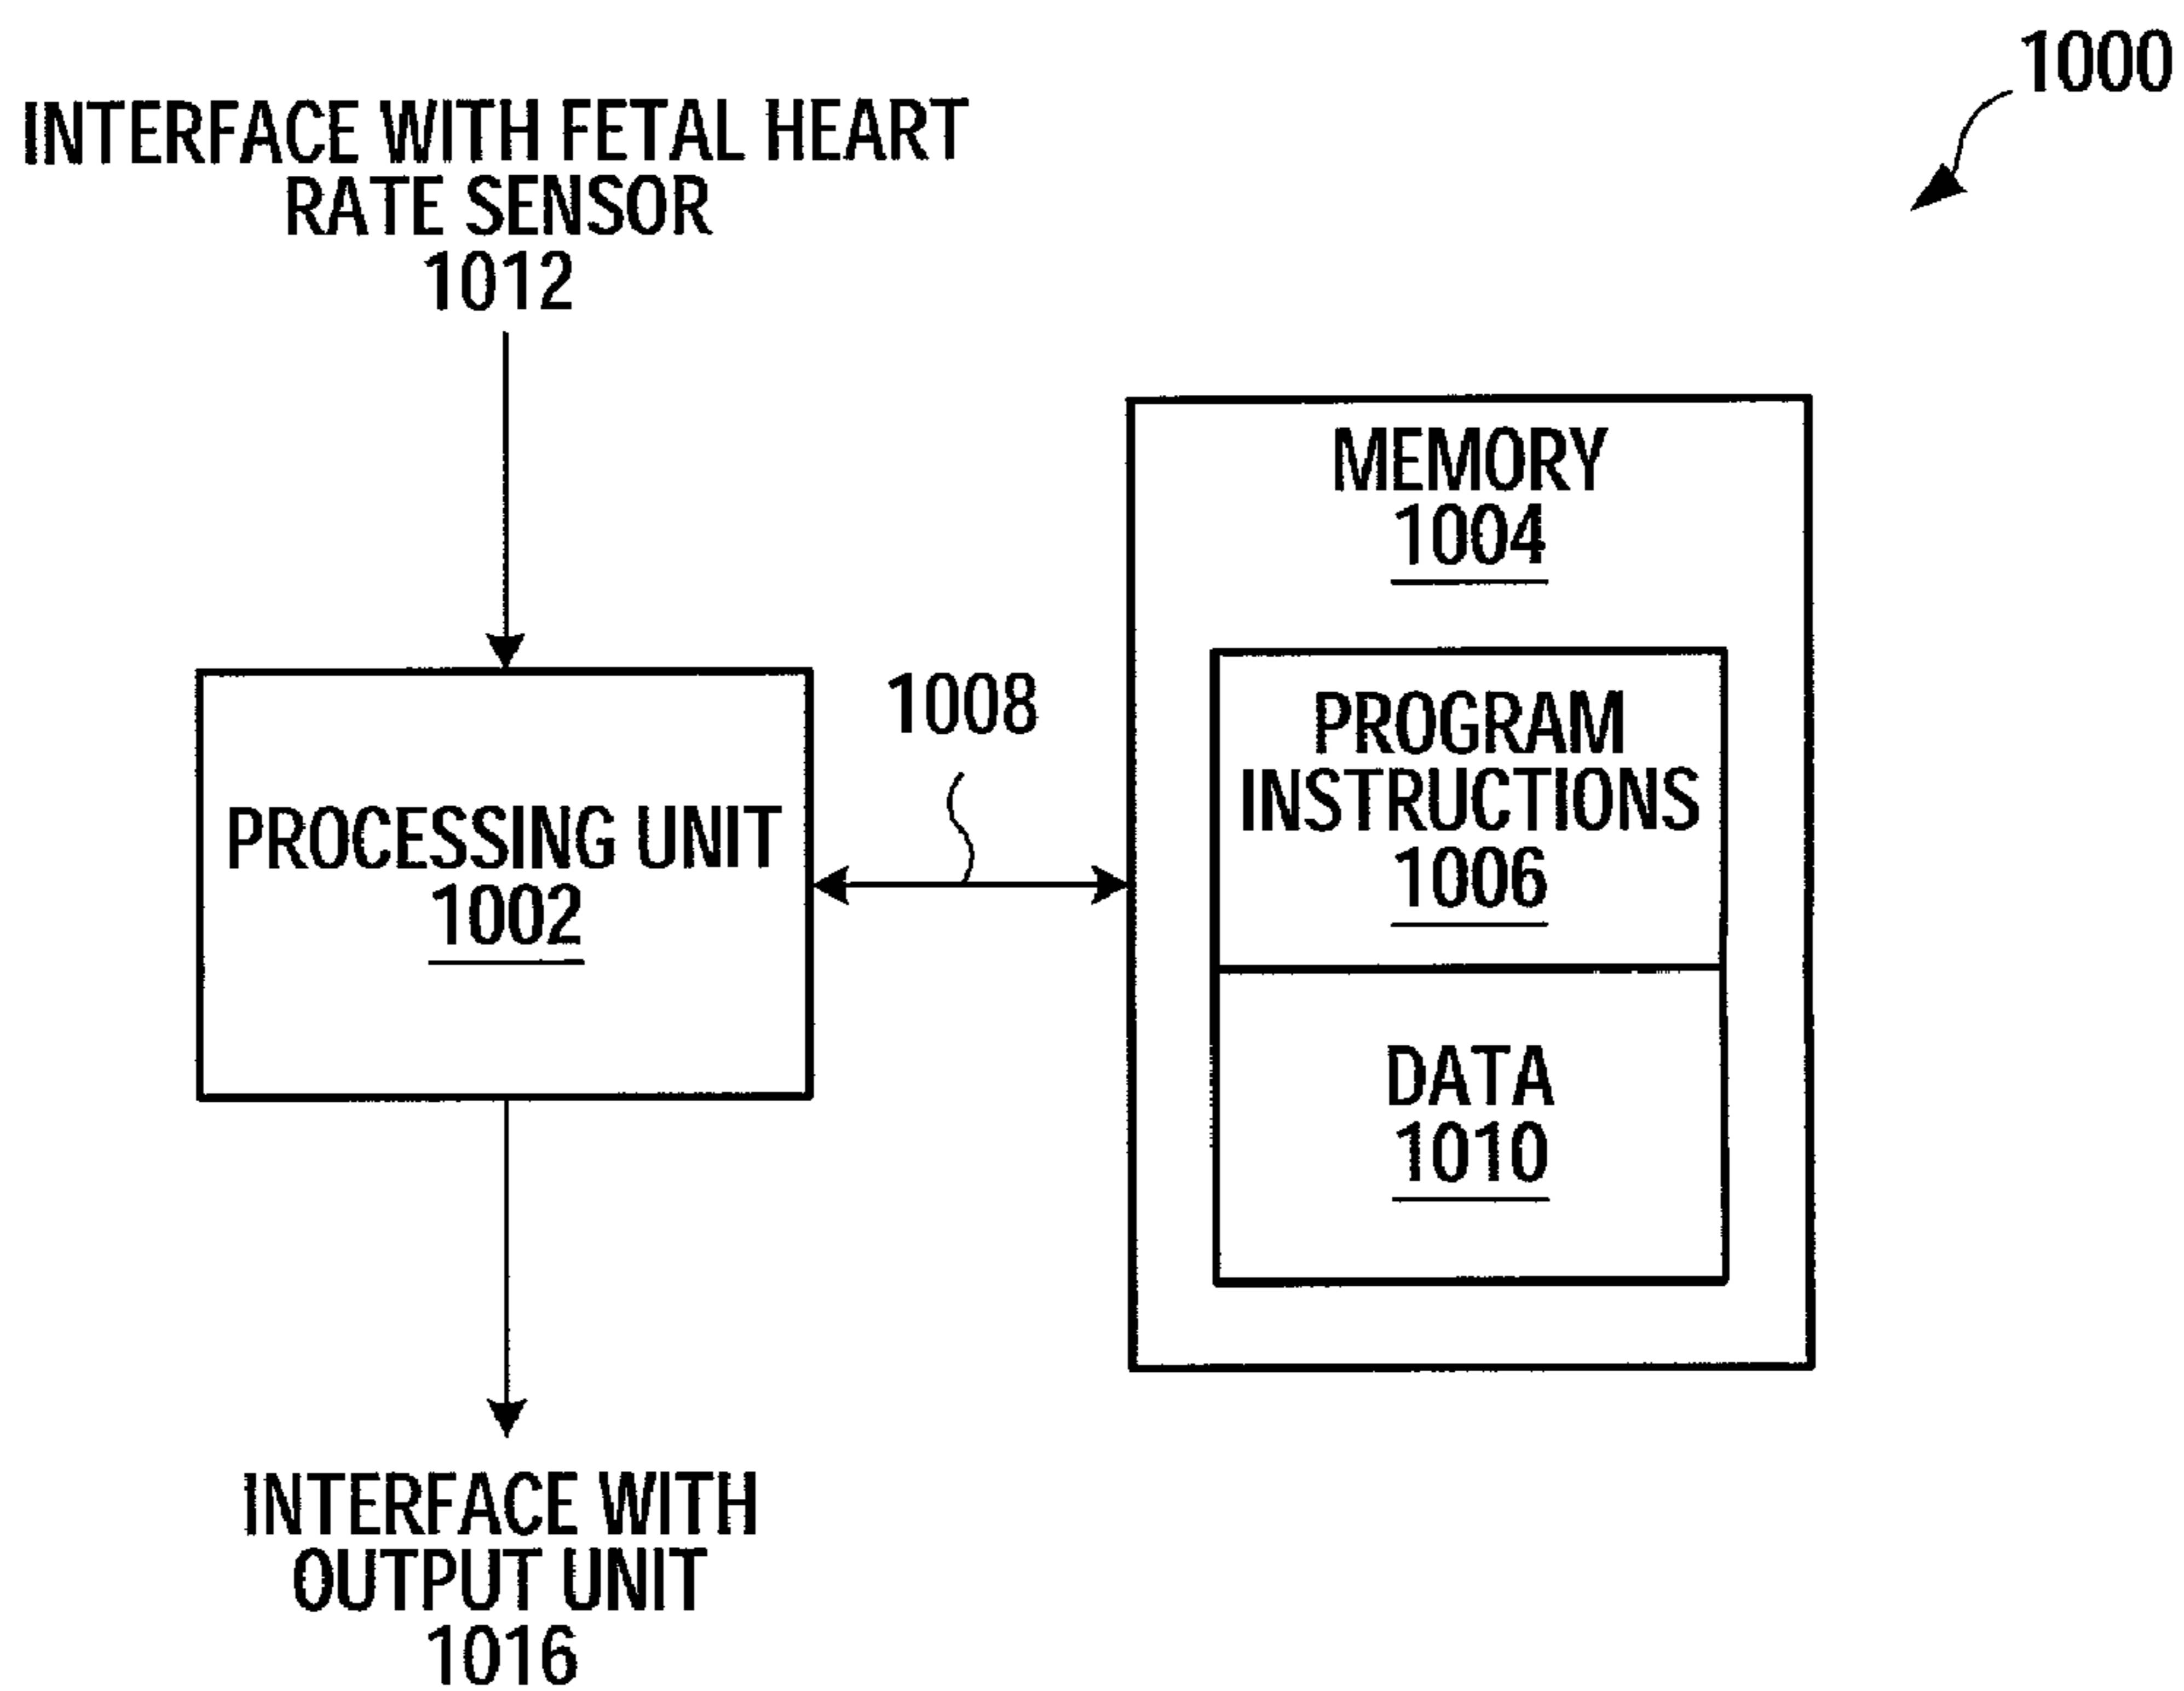 1000
INTERFACE WITH FETAL HEART
RATE SENSOR
1012
MEMORY
1004
PROGRAM
INSTRUCTIONS
1006
1008
PROCESSING UNIT
1002
DATA
1010
INTERFACE WITH
OUTPUT UNIT
1016